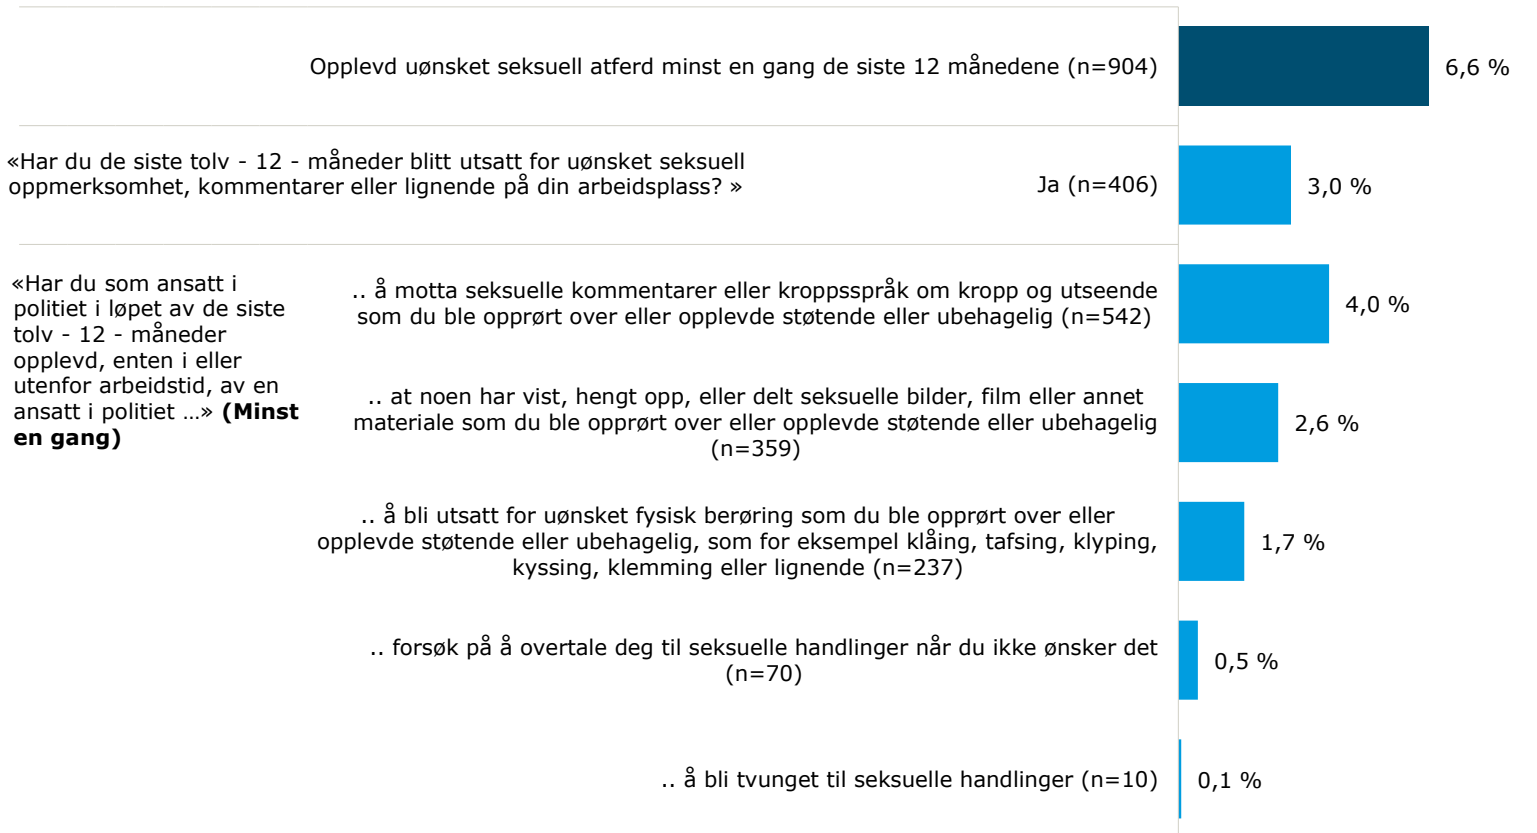 Opplevd uønsket seksuell atferd minst en gang de siste 12 månedene (n=904)
6,6 %
«Har du de siste tolv - 12 - måneder blitt utsatt for uønsket seksuell
oppmerksomhet, kommentarer eller lignende på din arbeidsplass? »
Ja (n=406)
3,0 %
«Har du som ansatt i
politiet i løpet av de siste
tolv - 12 - måneder
opplevd, enten i eller
utenfor arbeidstid, av en
ansatt i politiet …» (Minst
en gang)
.. å motta seksuelle kommentarer eller kroppsspråk om kropp og utseende
som du ble opprørt over eller opplevde støtende eller ubehagelig (n=542)
4,0 %
.. at noen har vist, hengt opp, eller delt seksuelle bilder, film eller annet
materiale som du ble opprørt over eller opplevde støtende eller ubehagelig
(n=359)
2,6 %
.. å bli utsatt for uønsket fysisk berøring som du ble opprørt over eller
opplevde støtende eller ubehagelig, som for eksempel klåing, tafsing, klyping,
kyssing, klemming eller lignende (n=237)
1,7 %
.. forsøk på å overtale deg til seksuelle handlinger når du ikke ønsker det
(n=70)
0,5 %
.. å bli tvunget til seksuelle handlinger (n=10)
0,1 %